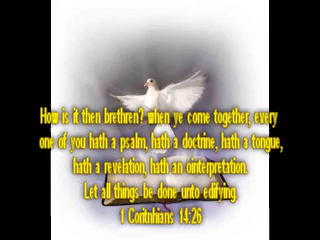 How is it then brethren? when ye come together, every
one of you hath a psalm, hath a doctrine, hath a tongue,
hath a revelation, hath an ointerpretation.
Let all things be done unto edifying.
1 Coritnhians 14:26